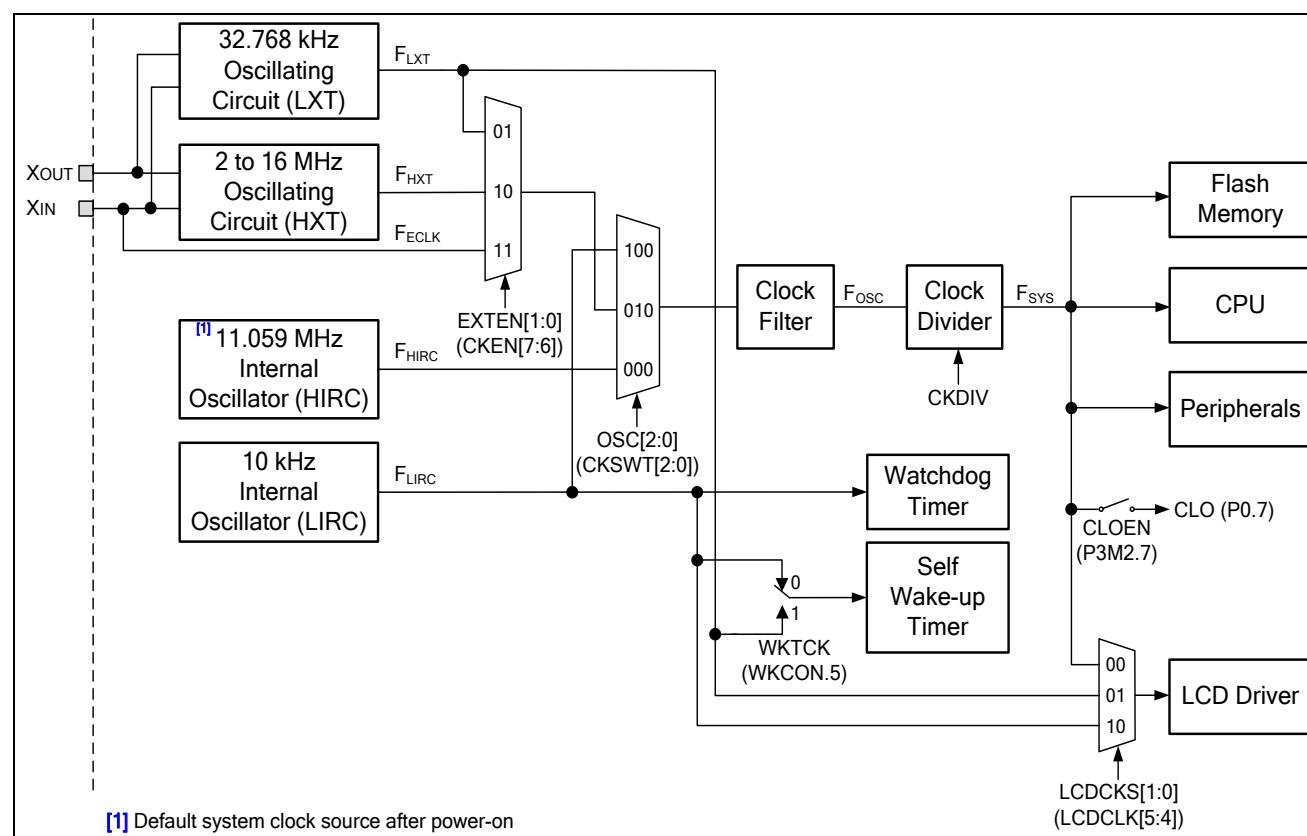 32.768 kHz
Oscillating
Circuit (LXT)
FLXT
01
XOUT
XIN
2 to 16 MHz
Oscillating
Circuit (HXT)
FHXT
10
FECLK
11
EXTEN[1:0]
(CKEN[7:6])
[1] 11.059 MHz
Internal
Oscillator (HIRC)
FHIRC
100
010
000
OSC[2:0]
(CKSWT[2:0])
10 kHz
Internal
Oscillator (LIRC)
FLIRC
Clock
Filter
FOSC
Clock
Divider
CKDIV
FSYS
Flash
Memory
CPU
Peripherals
CLOEN
(P3M2.7)
CLO (P0.7)
Watchdog
Timer
0
1
WKTCK
(WKCON.5)
Self
Wake-up
Timer
00
01
10
LCD Driver
LCDCKS[1:0]
(LCDCLK[5:4])
[1] Default system clock source after power-on